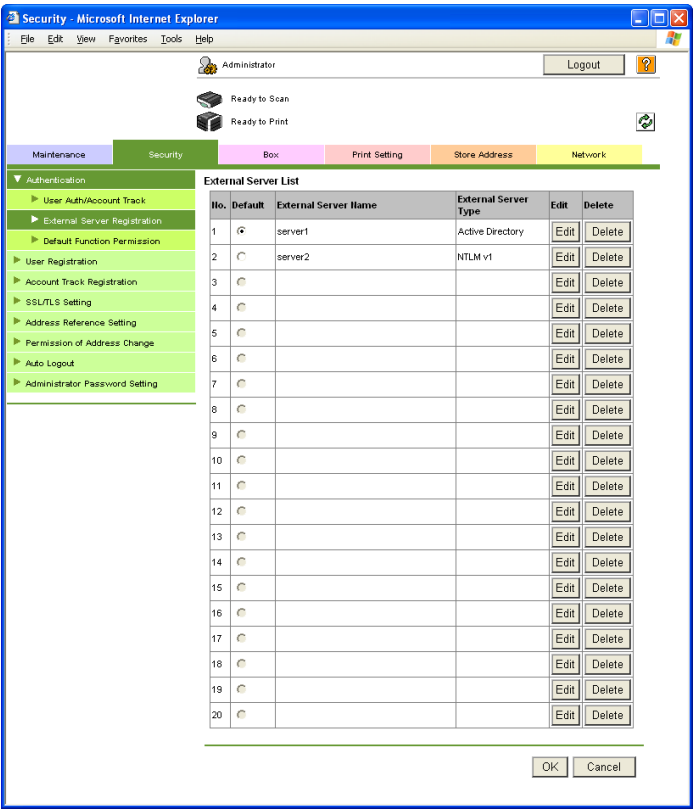 Security - Microsoft Internet Explorer
File Edit View Favorites Tools Help
Administrator Logout ?
Ready to Scan
Ready to Print
Maintenance Security Box Print Setting Store Address Network
Authentication
User Auth/Account Track
External Server Registration
Default Function Permission
User Registration
Account Track Registration
SSL/TLS Setting
Address Reference Setting
Permission of Address Change
Auto Logout
Administrator Password Setting
External Server List
No. Default External Server Name External Server Type Edit Delete
1 server1 Active Directory Edit Delete
2 server2 NTLM v1 Edit Delete
3 Edit Delete
4 Edit Delete
5 Edit Delete
6 Edit Delete
7 Edit Delete
8 Edit Delete
9 Edit Delete
10 Edit Delete
11 Edit Delete
12 Edit Delete
13 Edit Delete
14 Edit Delete
15 Edit Delete
16 Edit Delete
17 Edit Delete
18 Edit Delete
19 Edit Delete
20 Edit Delete
OK Cancel